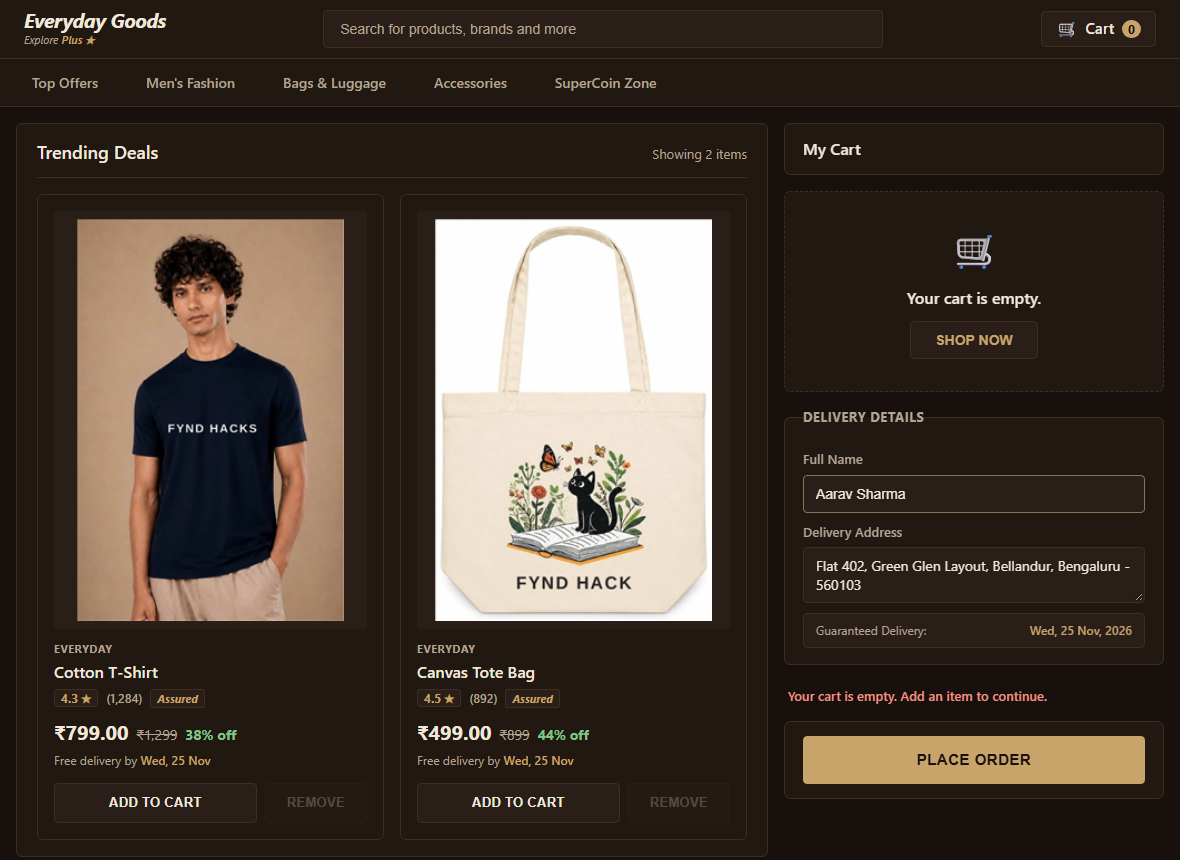 Everyday Goods
Explore Plus ★
Search for products, brands and more
Cart 0
Top Offers
Men's Fashion
Bags & Luggage
Accessories
SuperCoin Zone
Trending Deals
Showing 2 items
FYND HACKS
EVERYDAY
Cotton T-Shirt
4.3 ★ (1,284) Assured
₹799.00 ₹1,299 38% off
Free delivery by Wed, 25 Nov
ADD TO CART
REMOVE
FYND HACK
EVERYDAY
Canvas Tote Bag
4.5 ★ (892) Assured
₹499.00 ₹899 44% off
Free delivery by Wed, 25 Nov
ADD TO CART
REMOVE
My Cart
Your cart is empty.
SHOP NOW
DELIVERY DETAILS
Full Name
Aarav Sharma
Delivery Address
Flat 402, Green Glen Layout, Bellandur, Bengaluru -
560103
Guaranteed Delivery: Wed, 25 Nov, 2026
Your cart is empty. Add an item to continue.
PLACE ORDER